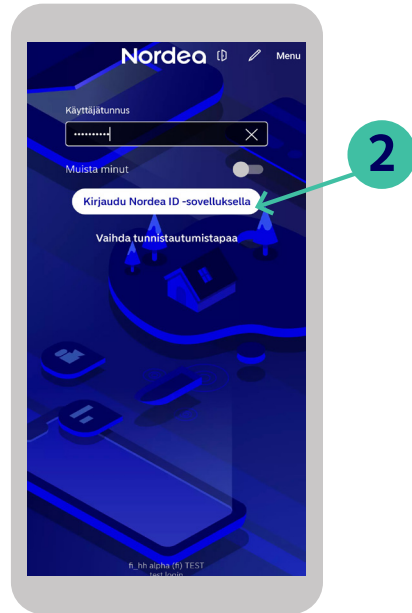 Nordea
Menu
Käyttäjätunnus
••••••••••
Muista minut
Kirjaudu Nordea ID -sovelluksella
Vaihda tunnistautumistapaa
2
fi_hh alpha (fi) TEST
test login